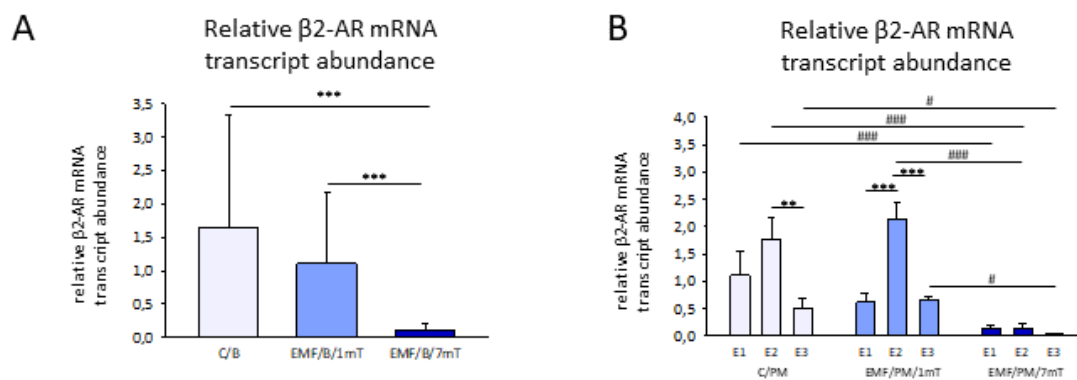 A
Relative β2-AR mRNA
transcript abundance
relative β2-AR mRNA
transcript abundance
3,5
3,0
2,5
2,0
1,5
1,0
0,5
0,0
***
***
C/B
EMF/B/1mT
EMF/B/7mT
B
Relative β2-AR mRNA
transcript abundance
relative β2-AR mRNA
transcript abundance
4,0
3,5
3,0
2,5
2,0
1,5
1,0
0,5
0,0
#
###
###
###
***
***
**
#
E1 E2 E3 E1 E2 E3 E1 E2 E3
C/PM EMF/PM/1mT EMF/PM/7mT